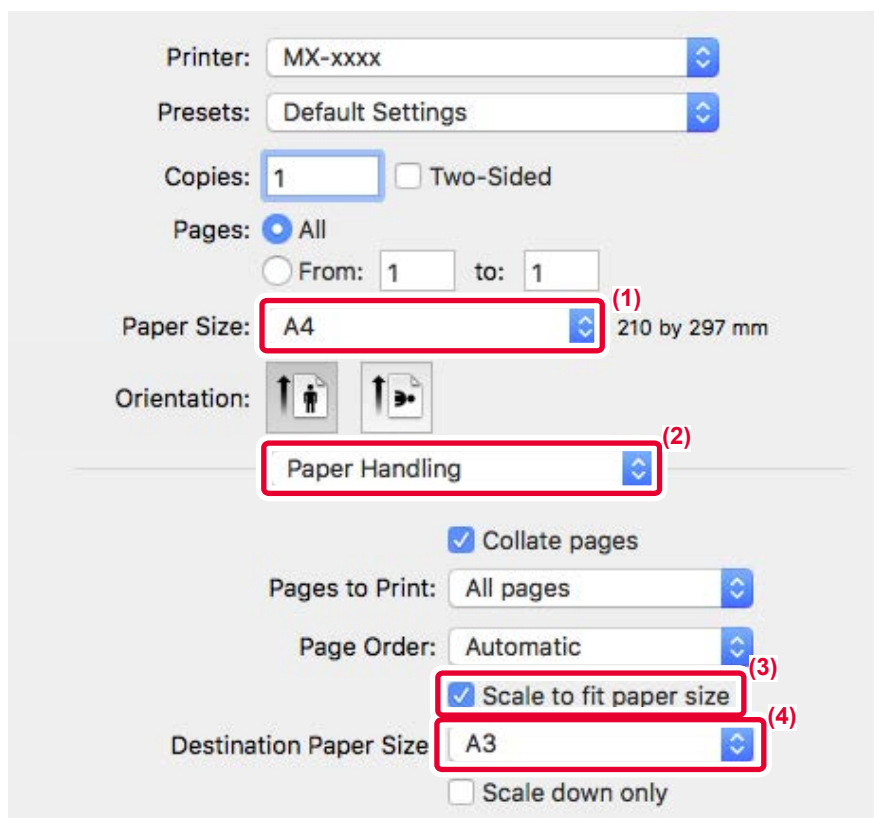 Printer: MX-xxxx
Presets: Default Settings
Copies: 1 Two-Sided
Pages: All
From: 1 to: 1
(1)
Paper Size: A4 210 by 297 mm
Orientation:
(2)
Paper Handling
Collate pages
Pages to Print: All pages
Page Order: Automatic
(3)
Scale to fit paper size
(4)
Destination Paper Size A3
Scale down only